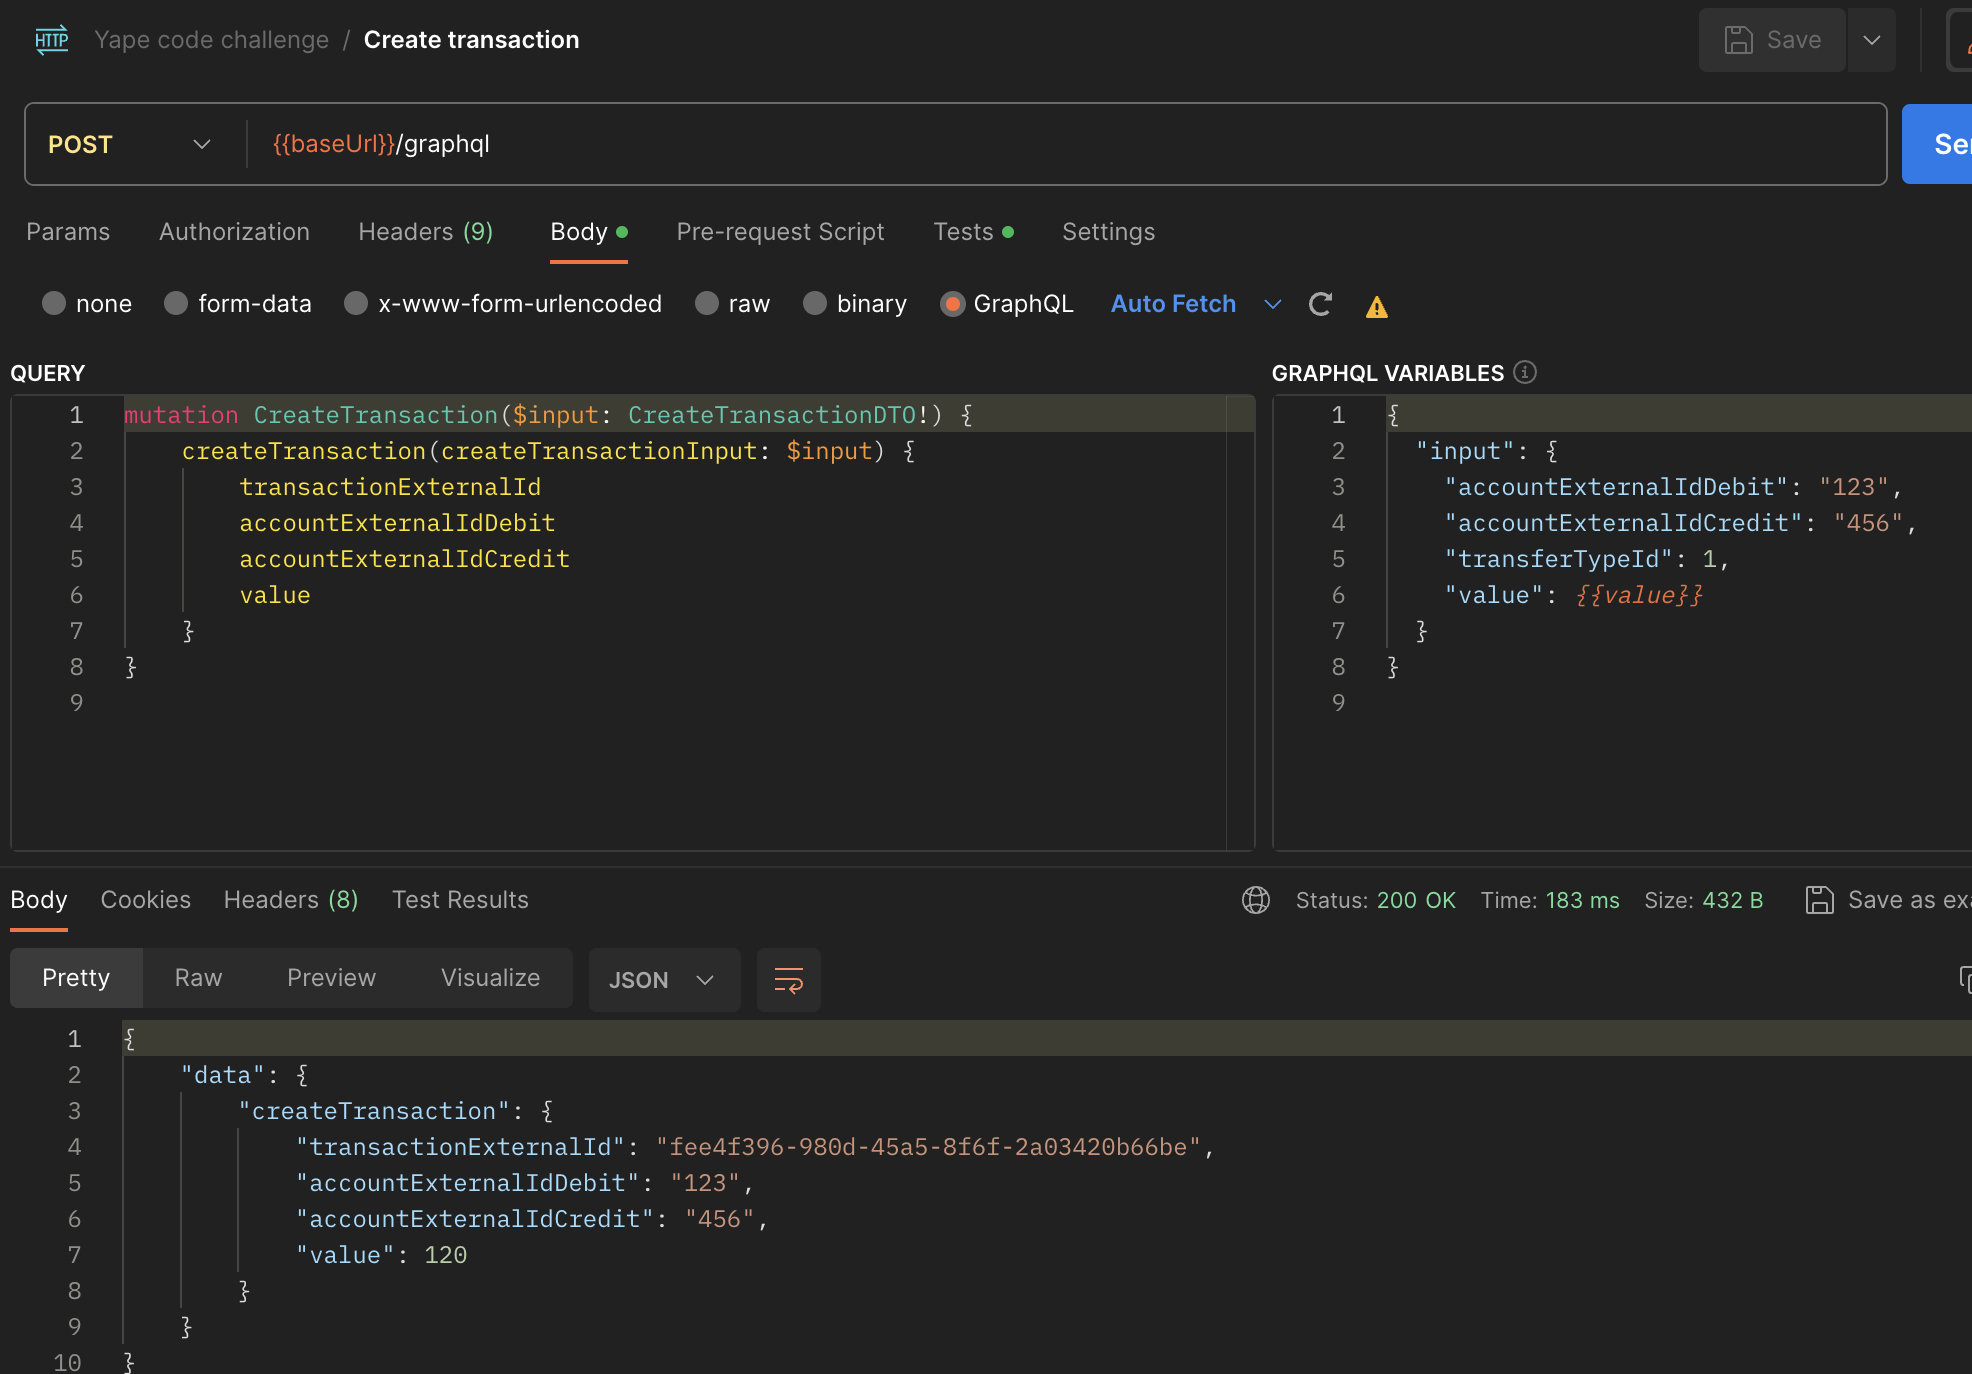 HTTP Yape code challenge / Create transaction Save
POST {{baseUrl}}/graphql
Params Authorization Headers (9) Body Pre-request Script Tests Settings
none form-data x-www-form-urlencoded raw binary GraphQL Auto Fetch
QUERY
1 mutation CreateTransaction($input: CreateTransactionDTO!) {
2 createTransaction(createTransactionInput: $input) {
3 transactionExternalId
4 accountExternalIdDebit
5 accountExternalIdCredit
6 value
7 }
8 }
9
GRAPHQL VARIABLES
1 {
2 "input": {
3 "accountExternalIdDebit": "123",
4 "accountExternalIdCredit": "456",
5 "transferTypeId": 1,
6 "value": {{value}}
7 }
8 }
9
Body Cookies Headers (8) Test Results Status: 200 OK Time: 183 ms Size: 432 B Save as
Pretty Raw Preview Visualize JSON
1 {
2 "data": {
3 "createTransaction": {
4 "transactionExternalId": "fee4f396-980d-45a5-8f6f-2a03420b66be",
5 "accountExternalIdDebit": "123",
6 "accountExternalIdCredit": "456",
7 "value": 120
8 }
9 }
10 }